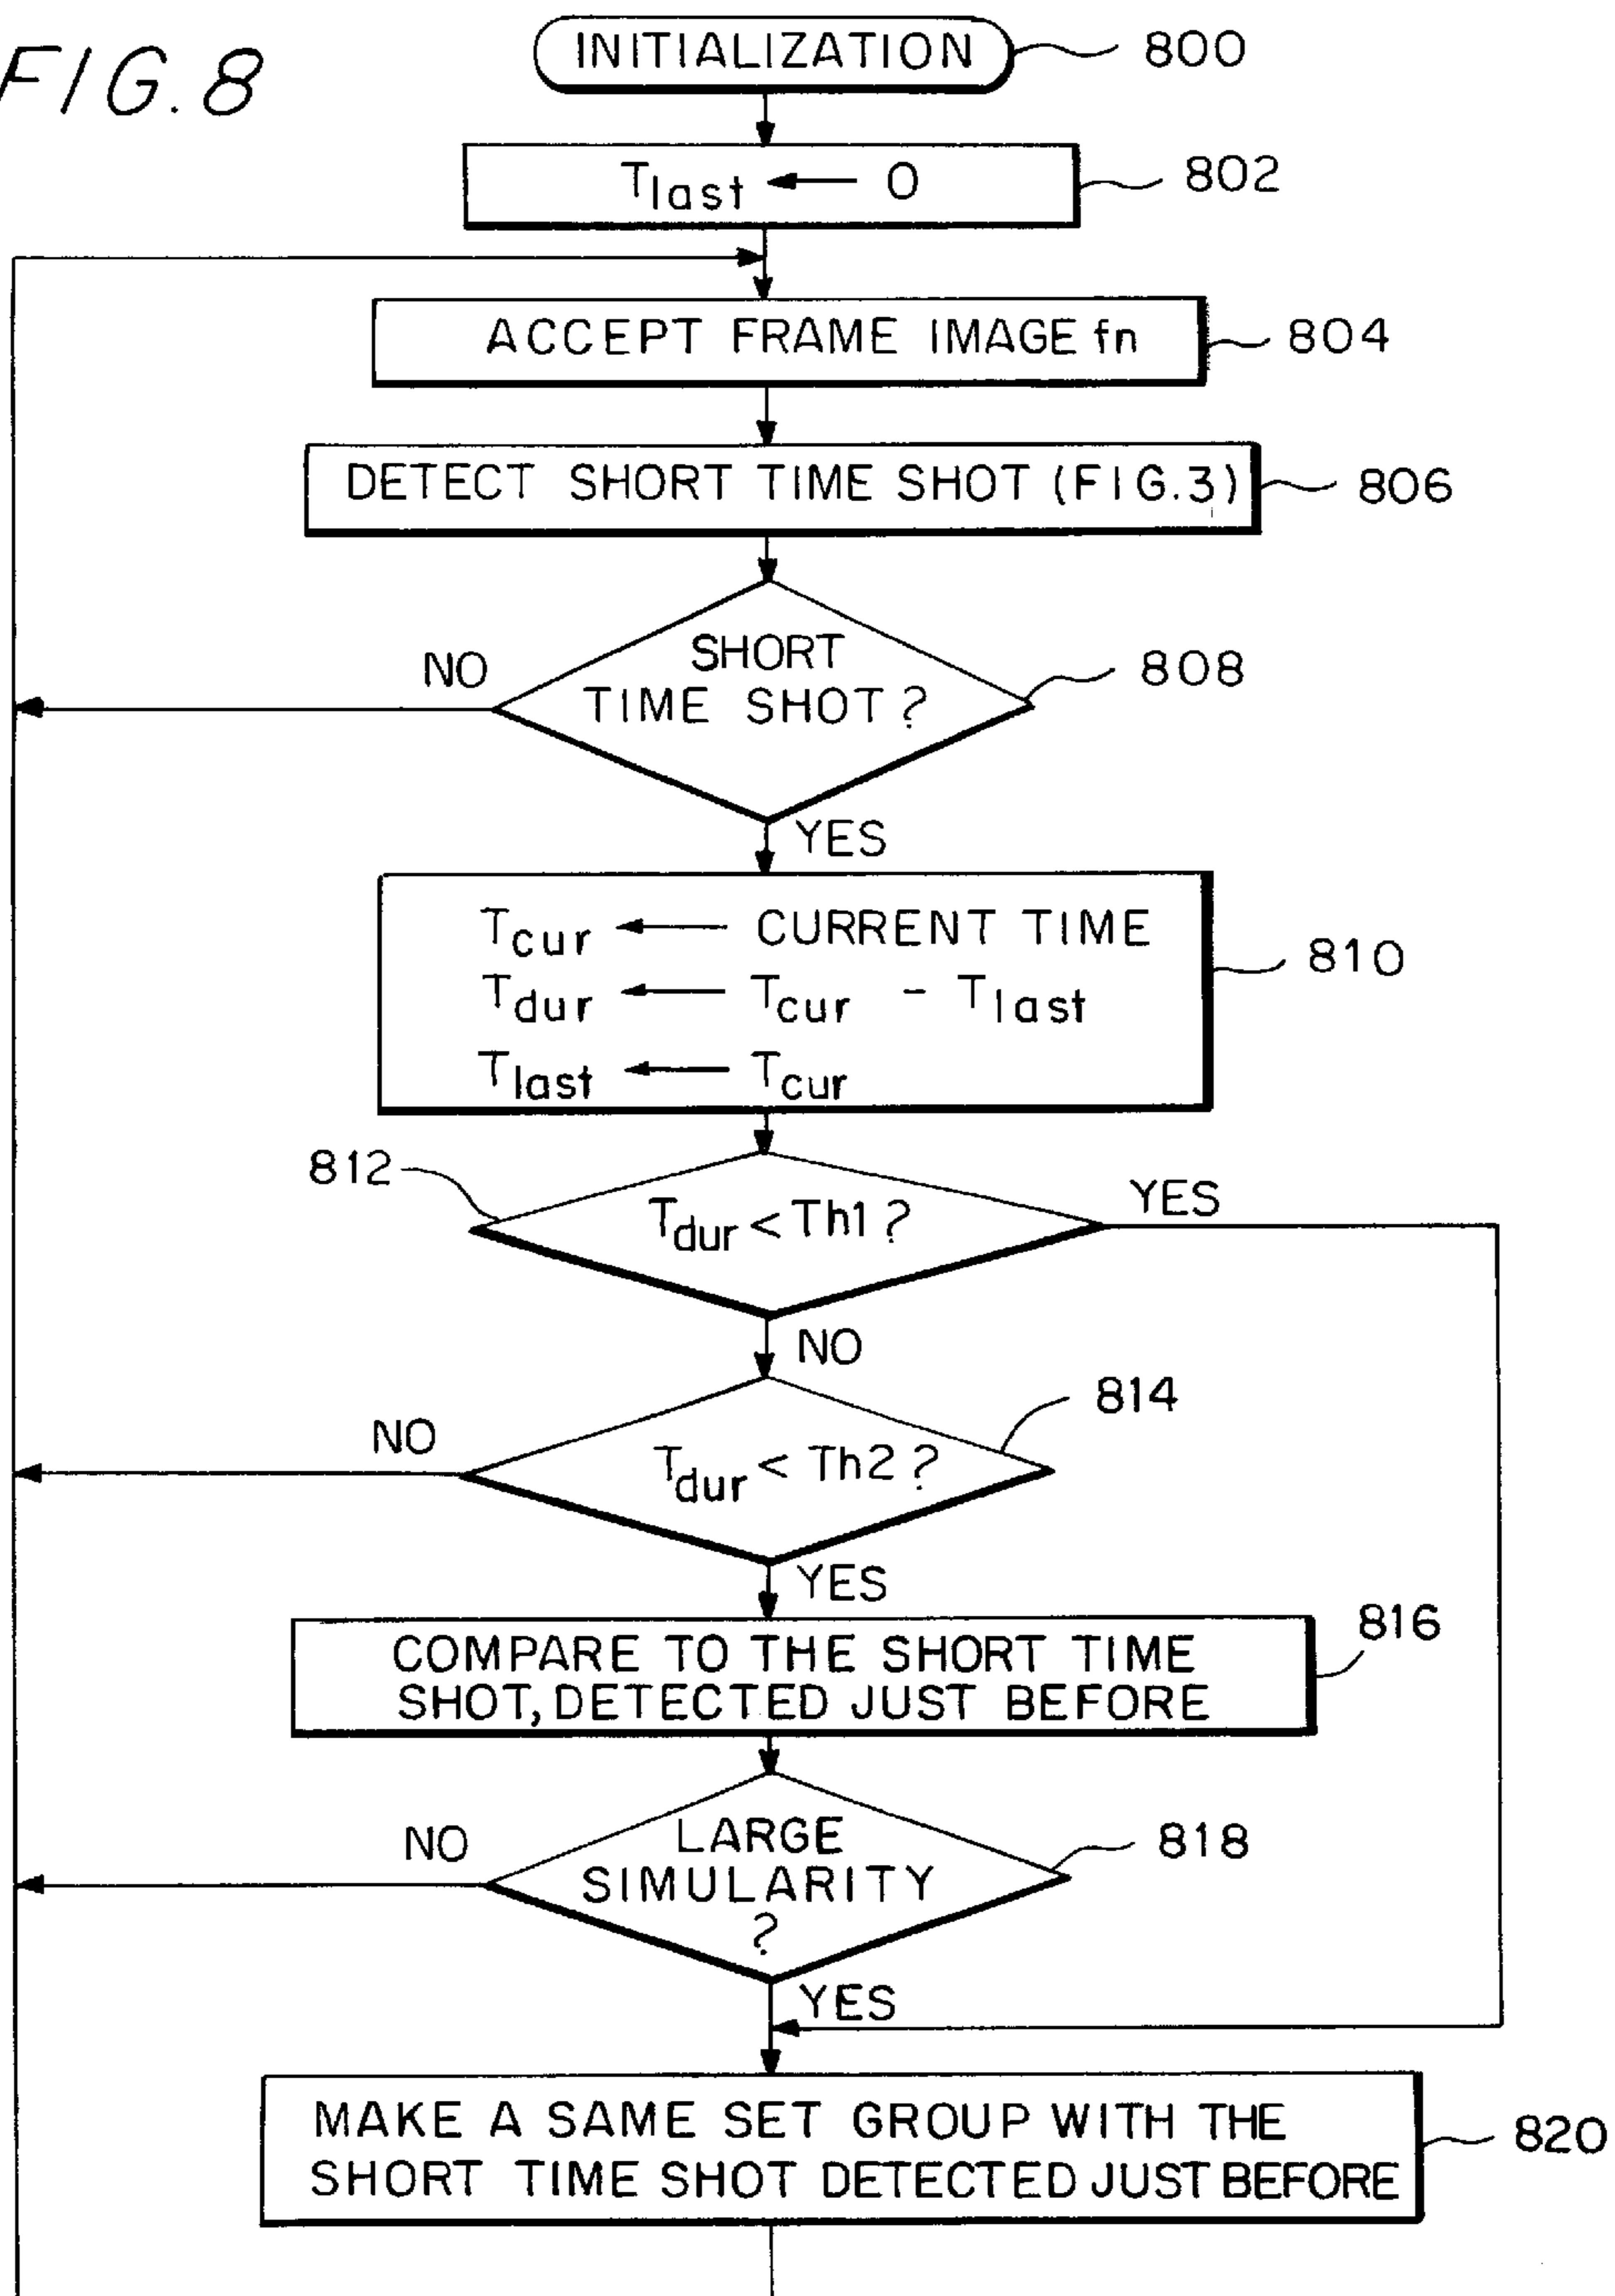 FIG. 8
INITIALIZATION
800
Tlast ← 0
802
ACCEPT FRAME IMAGE fn
804
DETECT SHORT TIME SHOT (FIG.3)
806
SHORT
TIME SHOT?
808
NO
YES
Tcur ← CURRENT TIME
Tdur ← Tcur - Tlast
Tlast ← Tcur
810
812
Tdur < Th1?
YES
NO
814
Tdur < Th2?
NO
YES
COMPARE TO THE SHORT TIME
SHOT, DETECTED JUST BEFORE
816
LARGE
SIMULARITY
?
818
NO
YES
MAKE A SAME SET GROUP WITH THE
SHORT TIME SHOT DETECTED JUST BEFORE
820